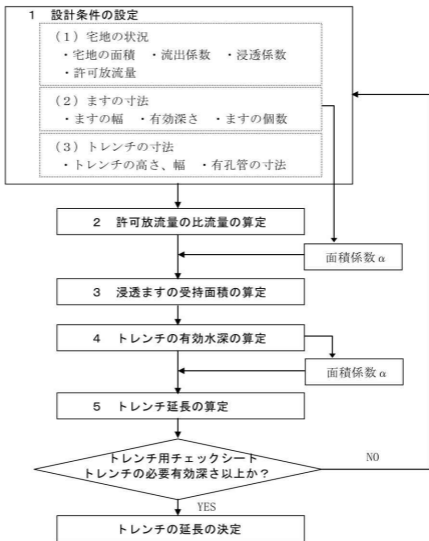 1 設計条件の設定
(1)宅地の状況
・宅地の面積 ・流出係数 ・浸透係数
・許可放流量
(2)ますの寸法
・ますの幅 ・有効深さ ・ますの個数
(3)トレンチの寸法
・トレンチの高さ、幅 ・有孔管の寸法
2 許可放流量の比流量の算定
面積係数α
3 浸透ますの受持面積の算定
4 トレンチの有効水深の算定
面積係数α
5 トレンチ延長の算定
トレンチ用チェックシート
トレンチの必要有効深さ以上か？
NO
YES
トレンチの延長の決定